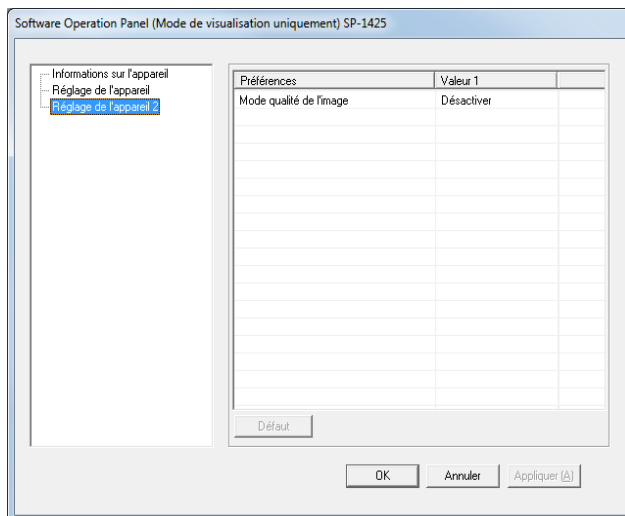 Software Operation Panel (Mode de visualisation uniquement) SP-1425
Informations sur l'appareil
Réglage de l'appareil
Réglage de l'appareil 2
Préférences Valeur 1
Mode qualité de l'image Désactiver
Défaut
OK Annuler Appliquer (A)